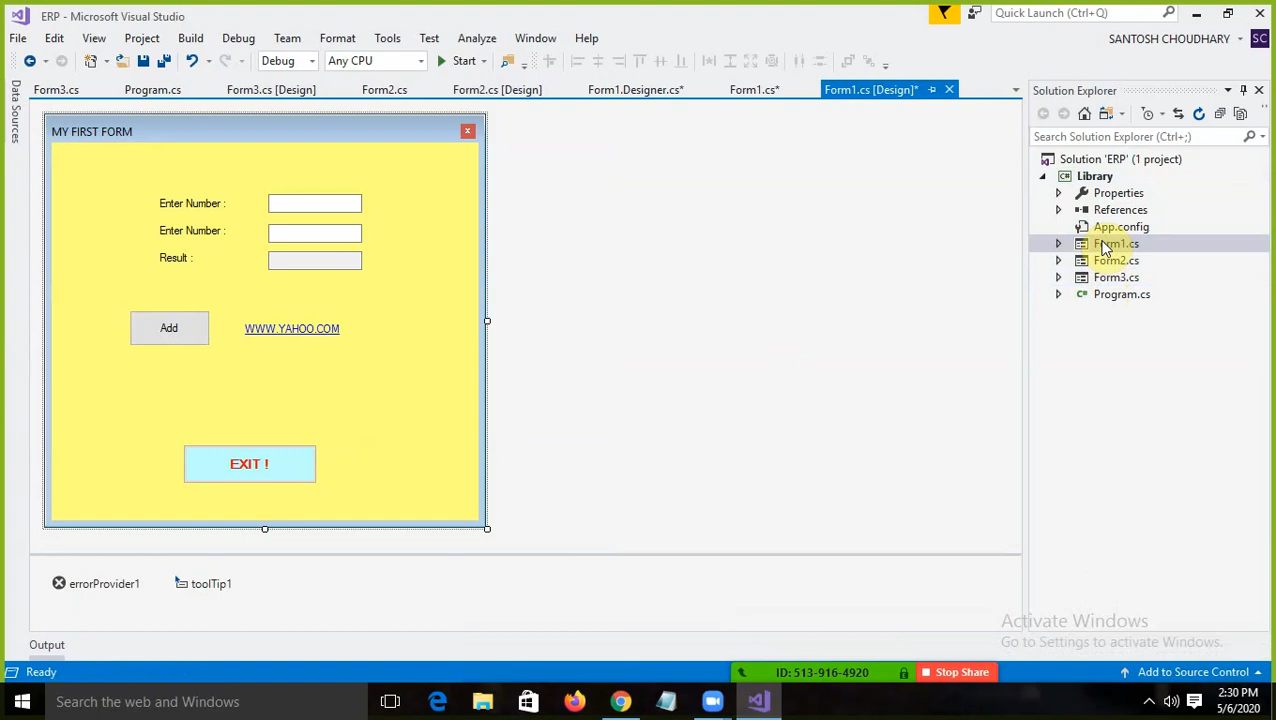 ERP - Microsoft Visual Studio
Quick Launch (Ctrl+Q)
File Edit View Project Build Debug Team Format Tools Test Analyze Window Help
SANTOSH CHOUDHARY SC
Debug Any CPU Start
Data Sources
Form3.cs Program.cs Form3.cs [Design] Form2.cs Form2.cs [Design] Form1.Designer.cs* Form1.cs* Form1.cs [Design]*
Solution Explorer
Search Solution Explorer (Ctrl+;)
Solution 'ERP' (1 project)
C# Library
Properties
References
App.config
Form1.cs
Form2.cs
Form3.cs
C# Program.cs
MY FIRST FORM
Enter Number :
Enter Number :
Result :
Add WWW.YAHOO.COM
EXIT !
errorProvider1 toolTip1
Activate Windows
Go to Settings to activate Windows.
Output
Ready
ID: 513-916-4920 Stop Share
Add to Source Control
Search the web and Windows
2:30 PM
5/6/2020